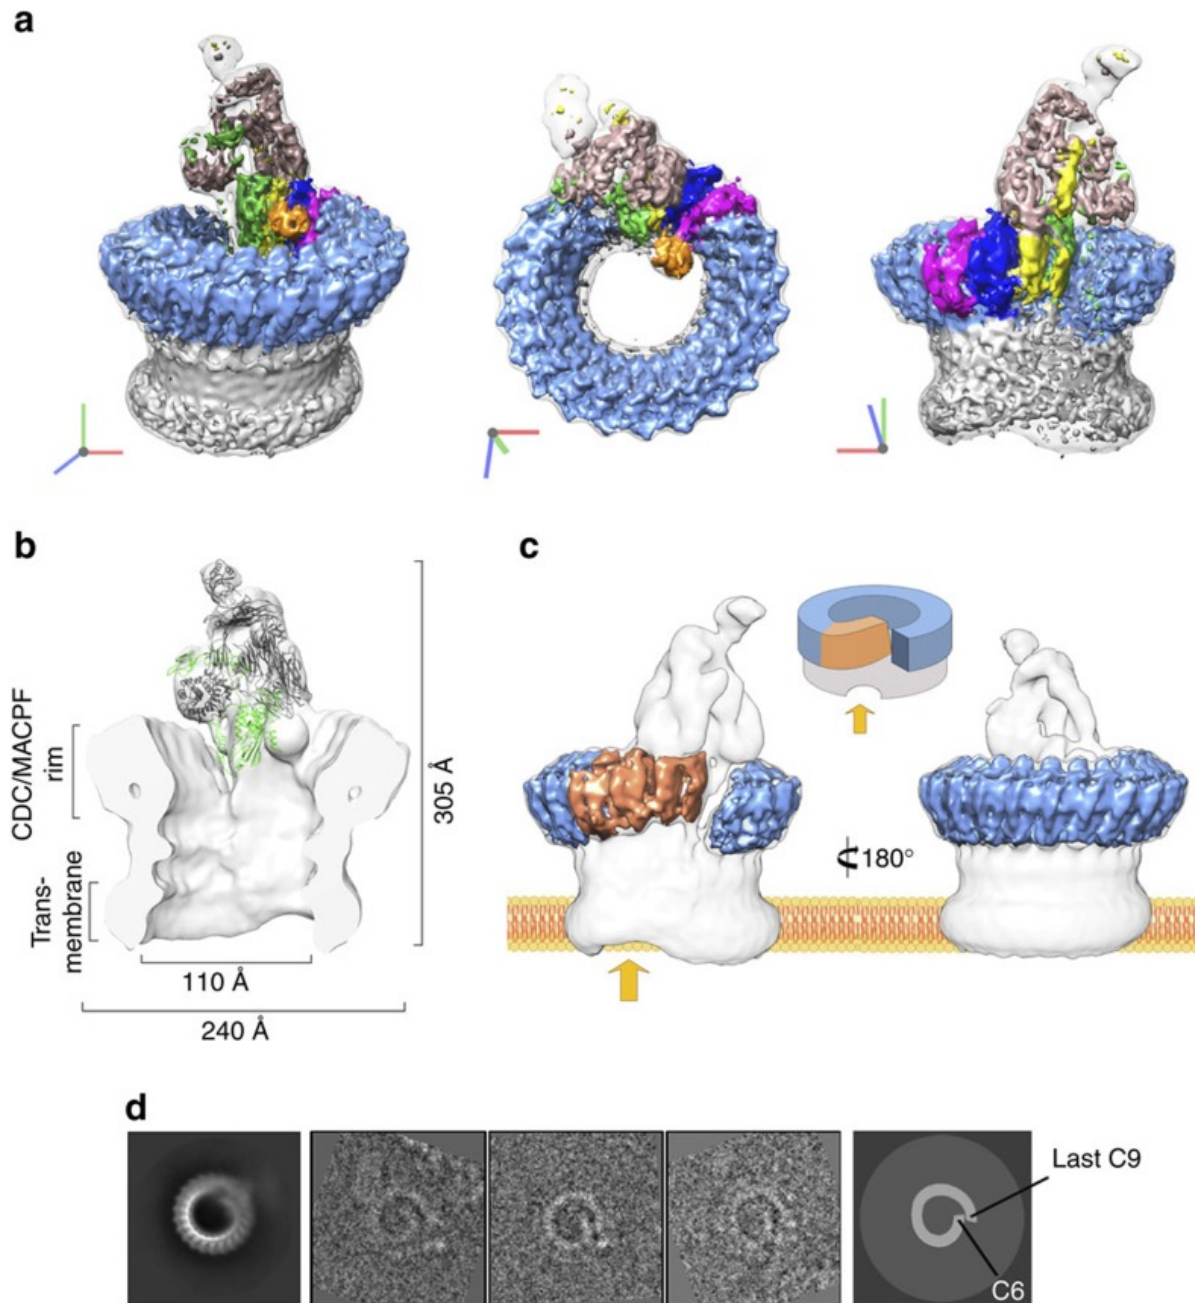 a
b
CDC/MACPF
rim
Trans-
membrane
305 Å
110 Å
240 Å
c
180°
d
Last C9
C6